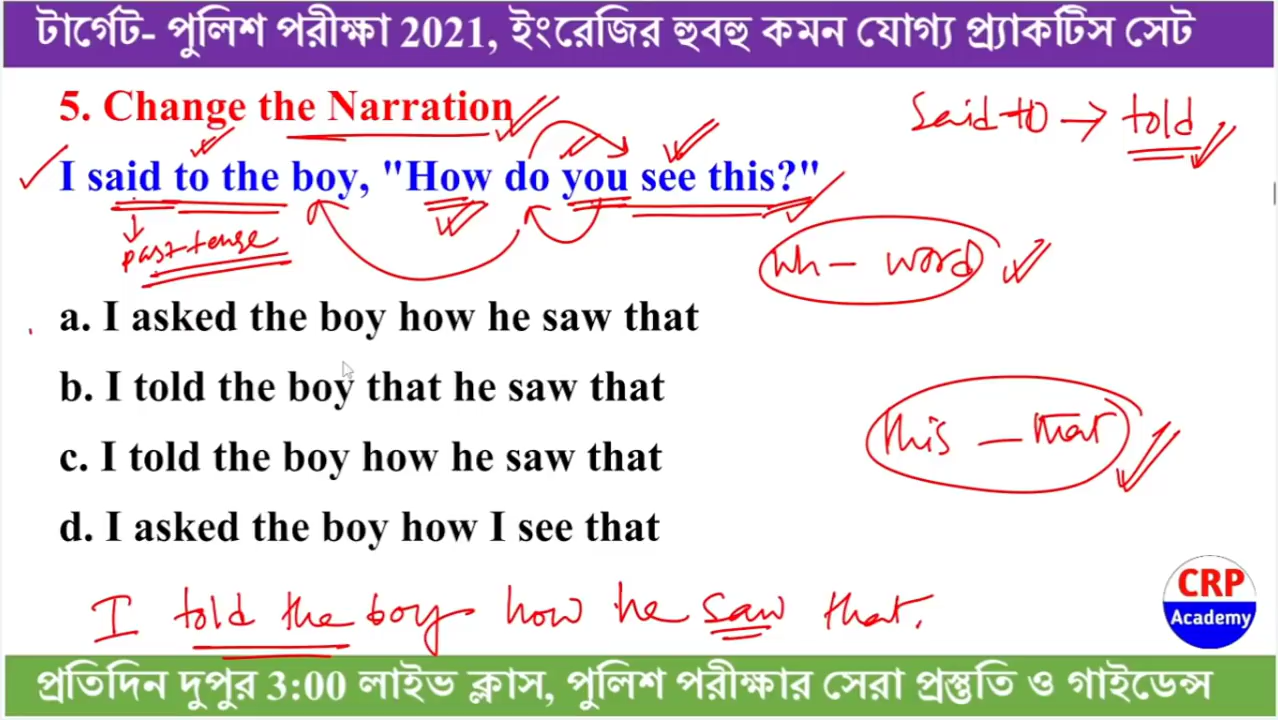 টার্গেট- পুলিশ পরীক্ষা 2021, ইংরেজির হুবহু কমন যোগ্য প্র্যাকটিস সেট
5. Change the Narration
said to → told
I said to the boy, "How do you see this?"
past tense
wh - word
a. I asked the boy how he saw that
b. I told the boy that he saw that
this - that
c. I told the boy how he saw that
d. I asked the boy how I see that
I told the boy how he saw that.
CRP
Academy
প্রতিদিন দুপুর 3:00 লাইভ ক্লাস, পুলিশ পরীক্ষার সেরা প্রস্তুতি ও গাইডেন্স